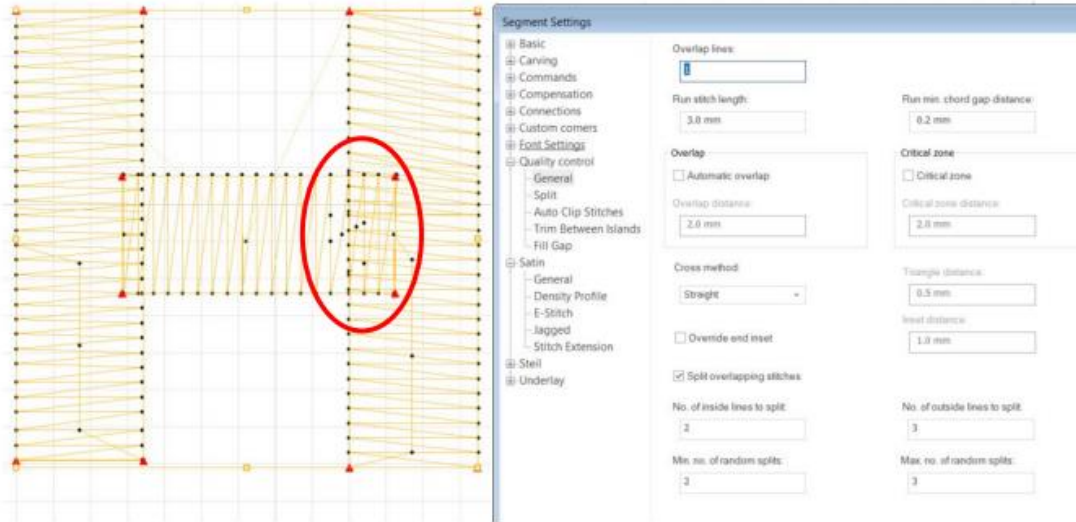 Segment Settings
Basic
Carving
Commands
Compensation
Connections
Custom corners
Font Settings
Quality control
General
Split
Auto Clip Stitches
Trim Between Islands
Fill Gap
Satin
General
Density Profile
E-Stitch
Jagged
Stitch Extension
Steil
Underlay
Overlap lines:
1
Run stitch length:
3.0 mm
Run min. chord gap distance:
0.2 mm
Overlap
Automatic overlap
Overlap distance:
2.0 mm
Critical zone
Critical zone
Critical zone distance:
2.0 mm
Cross method:
Straight
Triangle distance:
0.5 mm
Override end inset
Inset distance:
1.0 mm
Split overlapping stitches
No. of inside lines to split:
2
No. of outside lines to split:
3
Min. no. of random splits:
2
Max. no. of random splits:
3